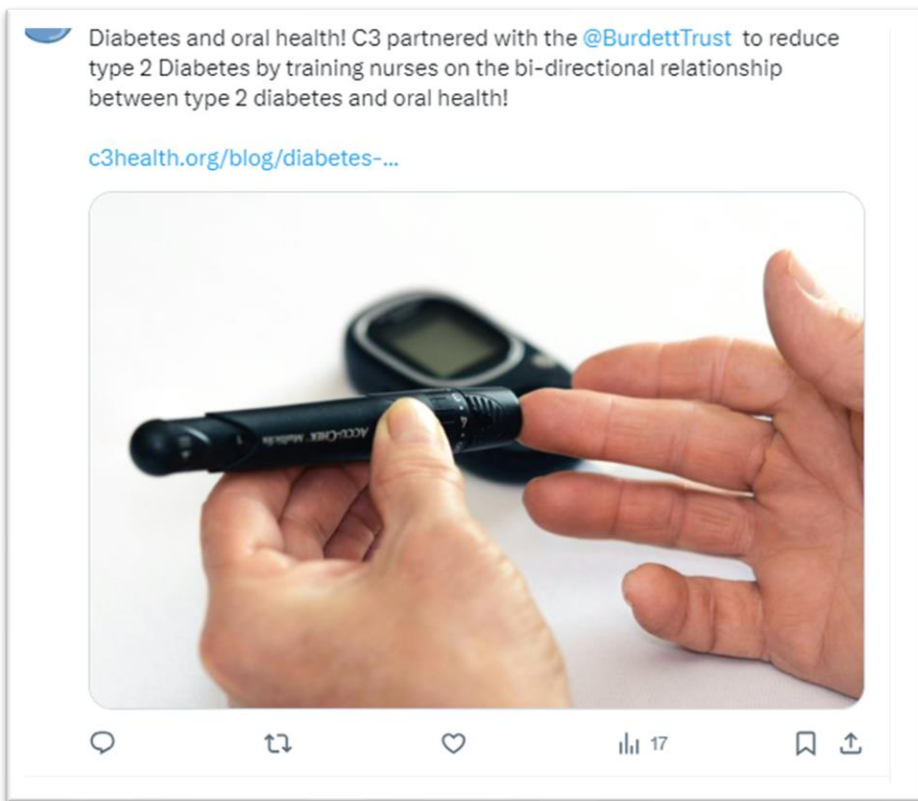 Diabetes and oral health! C3 partnered with the @BurdettTrust to reduce
type 2 Diabetes by training nurses on the bi-directional relationship
between type 2 diabetes and oral health!
c3health.org/blog/diabetes-...
ACCU-CHEK Multiclix
17